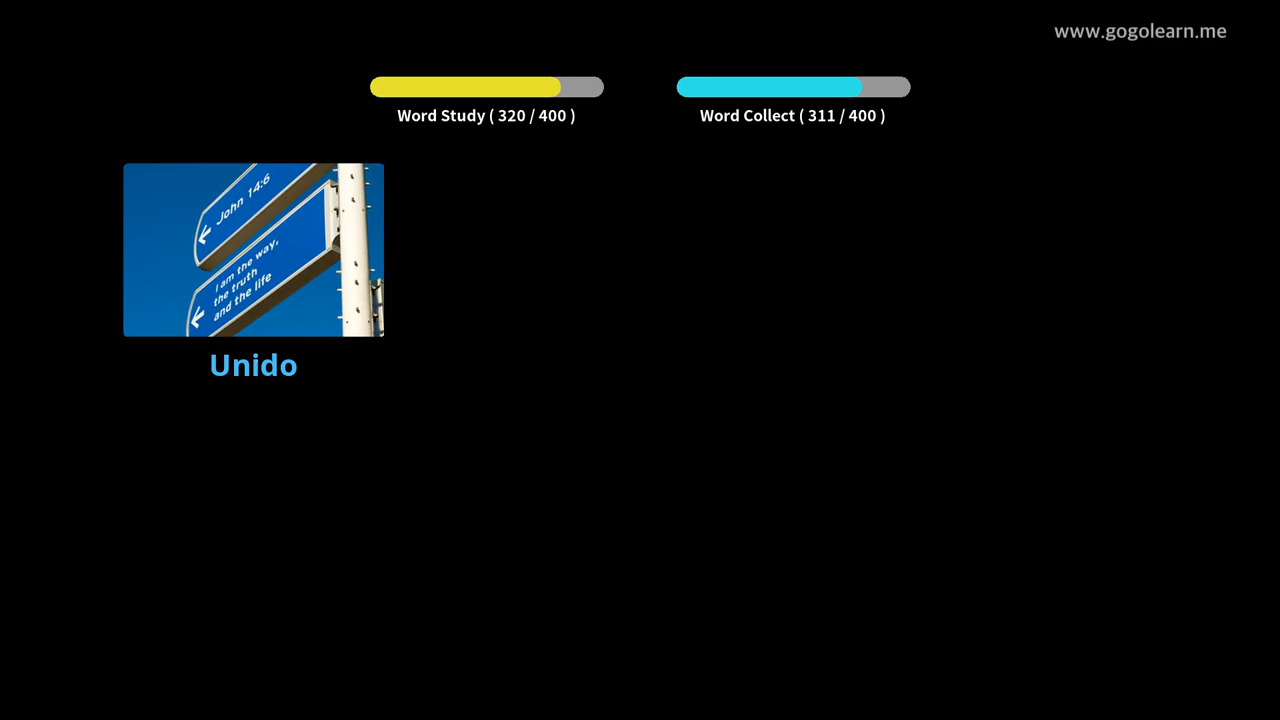 www.gogolearn.me
Word Study ( 320 / 400 )
Word Collect ( 311 / 400 )
John 14:6
I am the way,
the truth
and the life
Unido